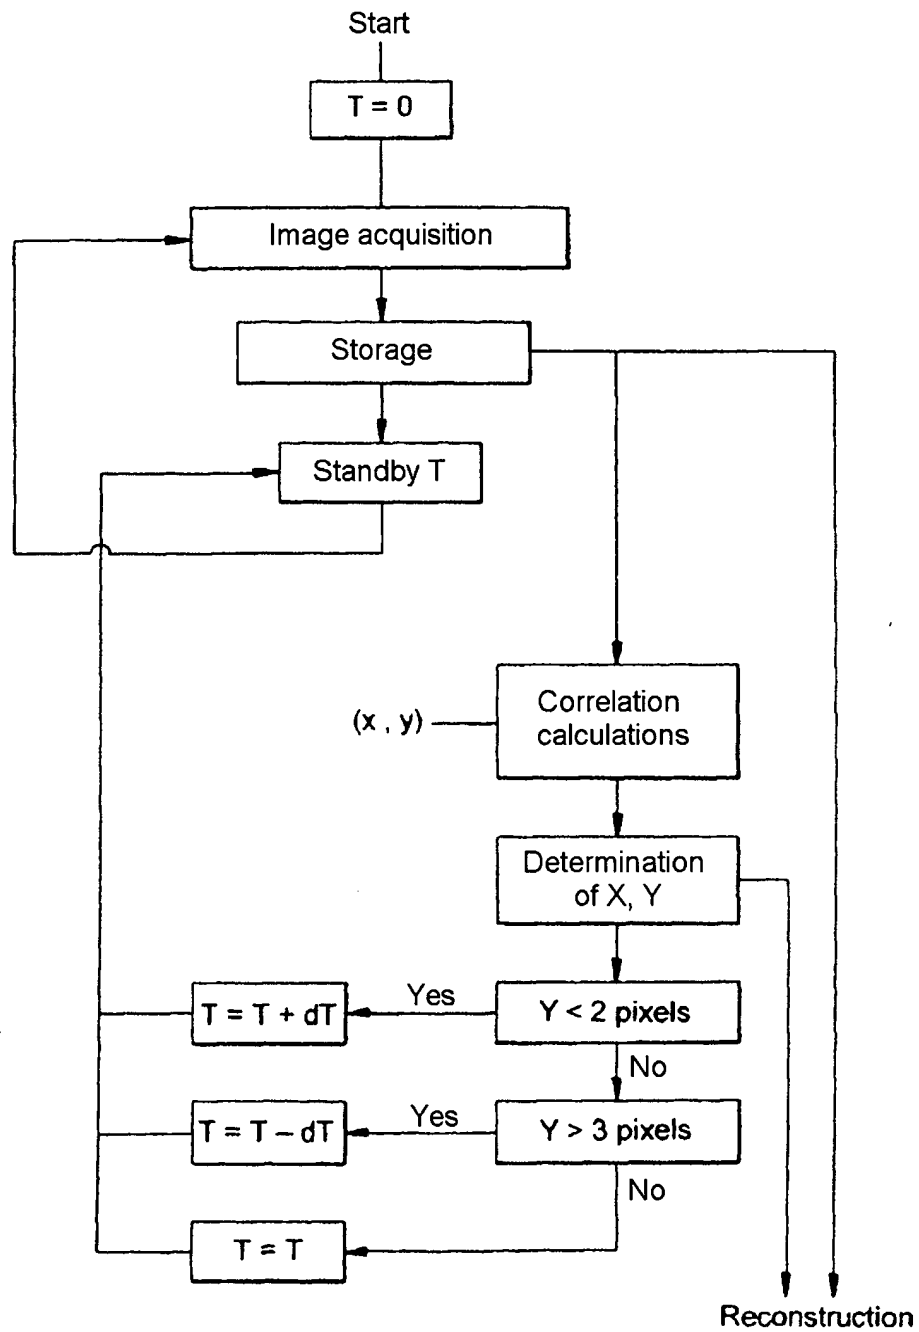 Start
T = 0
Image acquisition
Storage
Standby T
(x , y)
Correlation
calculations
Determination
of X, Y
T = T + dT
Yes
Y < 2 pixels
No
T = T – dT
Yes
Y > 3 pixels
No
T = T
Reconstruction